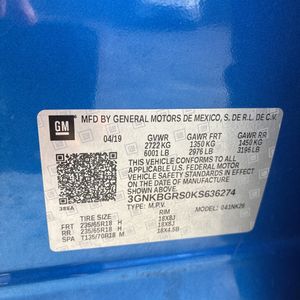 GM
MFD BY GENERAL MOTORS DE MEXICO, S. DE R.L. DE C.V.
04/19 GVWR GAWR FRT GAWR RR
2722 KG 1350 KG 1450 KG
6001 LB 2976 LB 3196 LB
THIS VEHICLE CONFORMS TO ALL
APPLICABLE U.S. FEDERAL MOTOR
VEHICLE SAFETY AND THEFT PREVENTION
STANDARDS IN EFFECT ON THE DATE OF
MANUFACTURE SHOWN ABOVE.
3GNKBGRS0KS636274
TYPE: M.P.V.
TIRE SIZE RIM
FRT 235/65R18 H 18X8J
RR 235/65R18 H 18X8J
SPA T135/70R18 M 18X4.5B